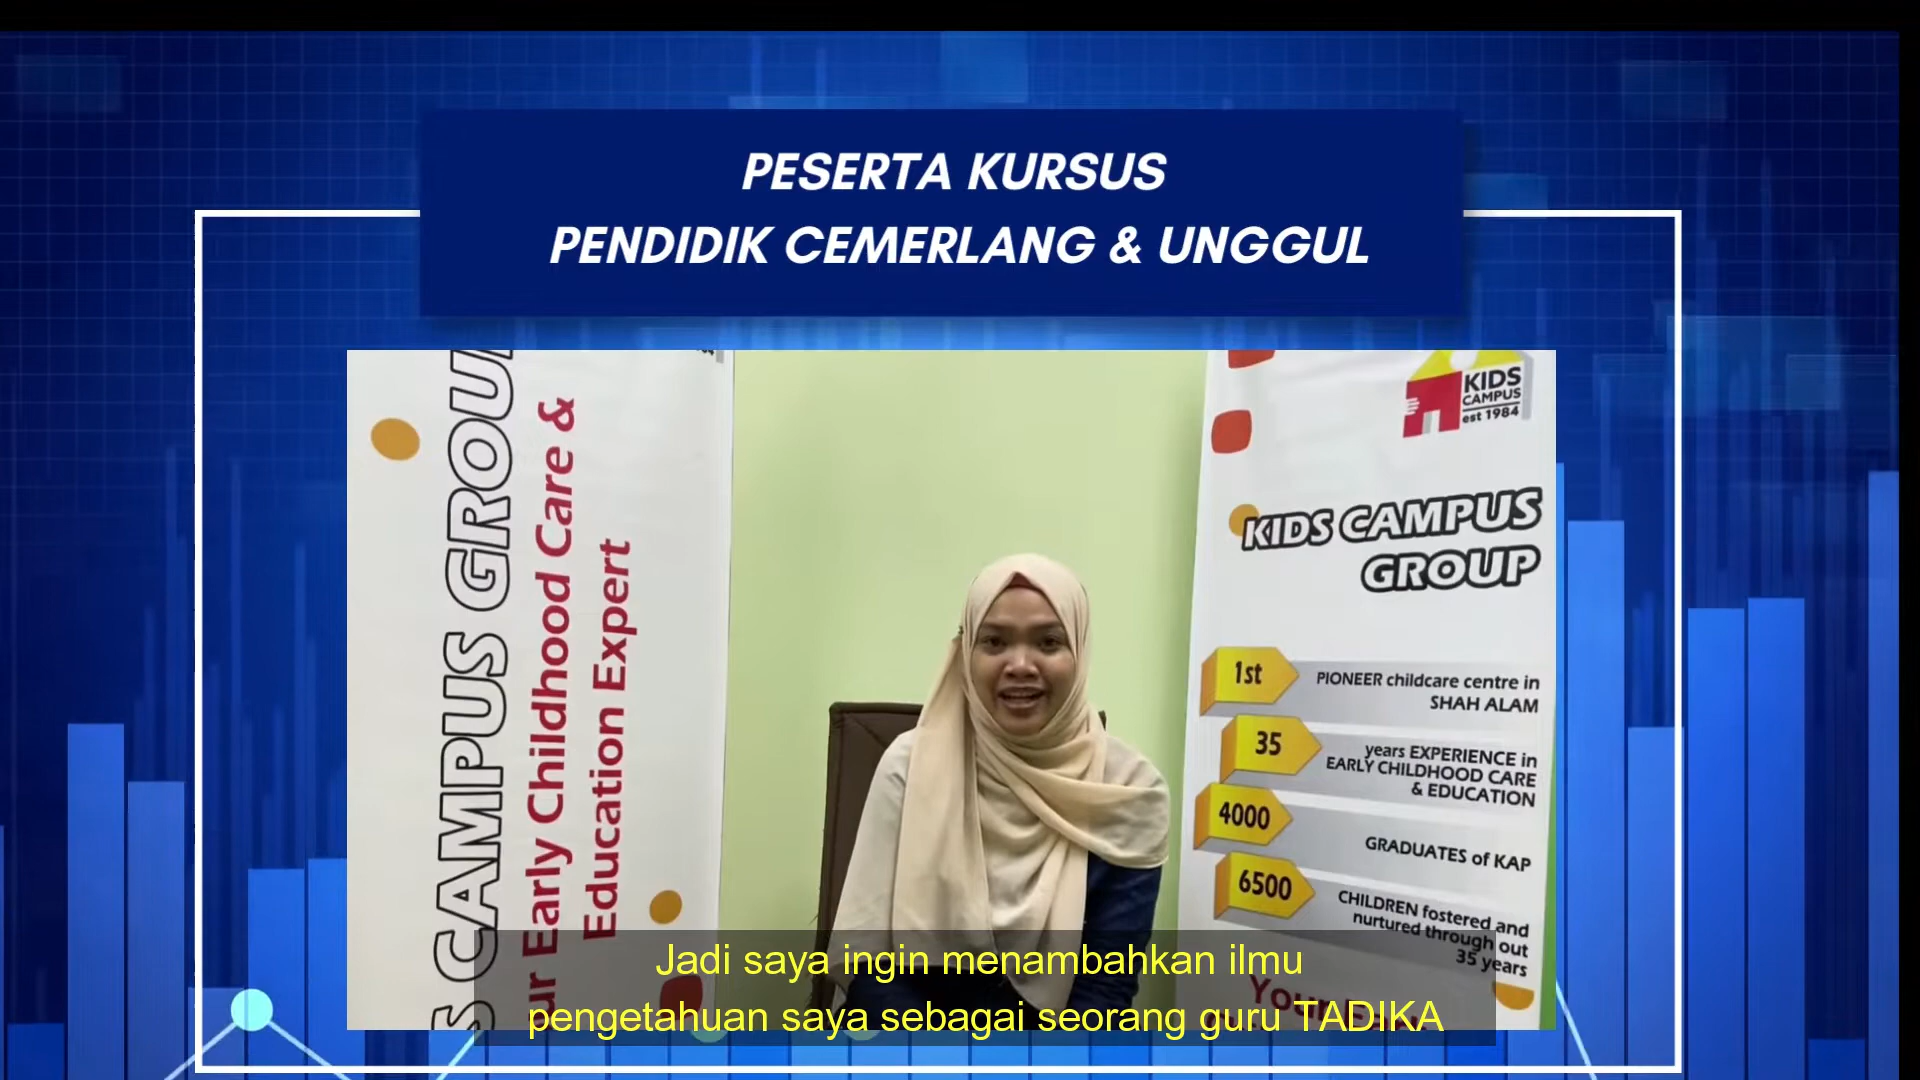 PESERTA KURSUS
PENDIDIK CEMERLANG & UNGGUL
CAMPUS GROUP
Early Childhood Care &
Education Expert
KIDS
CAMPUS
est 1984
KIDS CAMPUS
GROUP
1st
PIONEER childcare centre in
SHAH ALAM
35
years EXPERIENCE in
EARLY CHILDHOOD CARE
& EDUCATION
4000
GRADUATES of KAP
6500
CHILDREN fostered and
nurtured through out
35 years
Jadi saya ingin menambahkan ilmu
pengetahuan saya sebagai seorang guru TADIKA